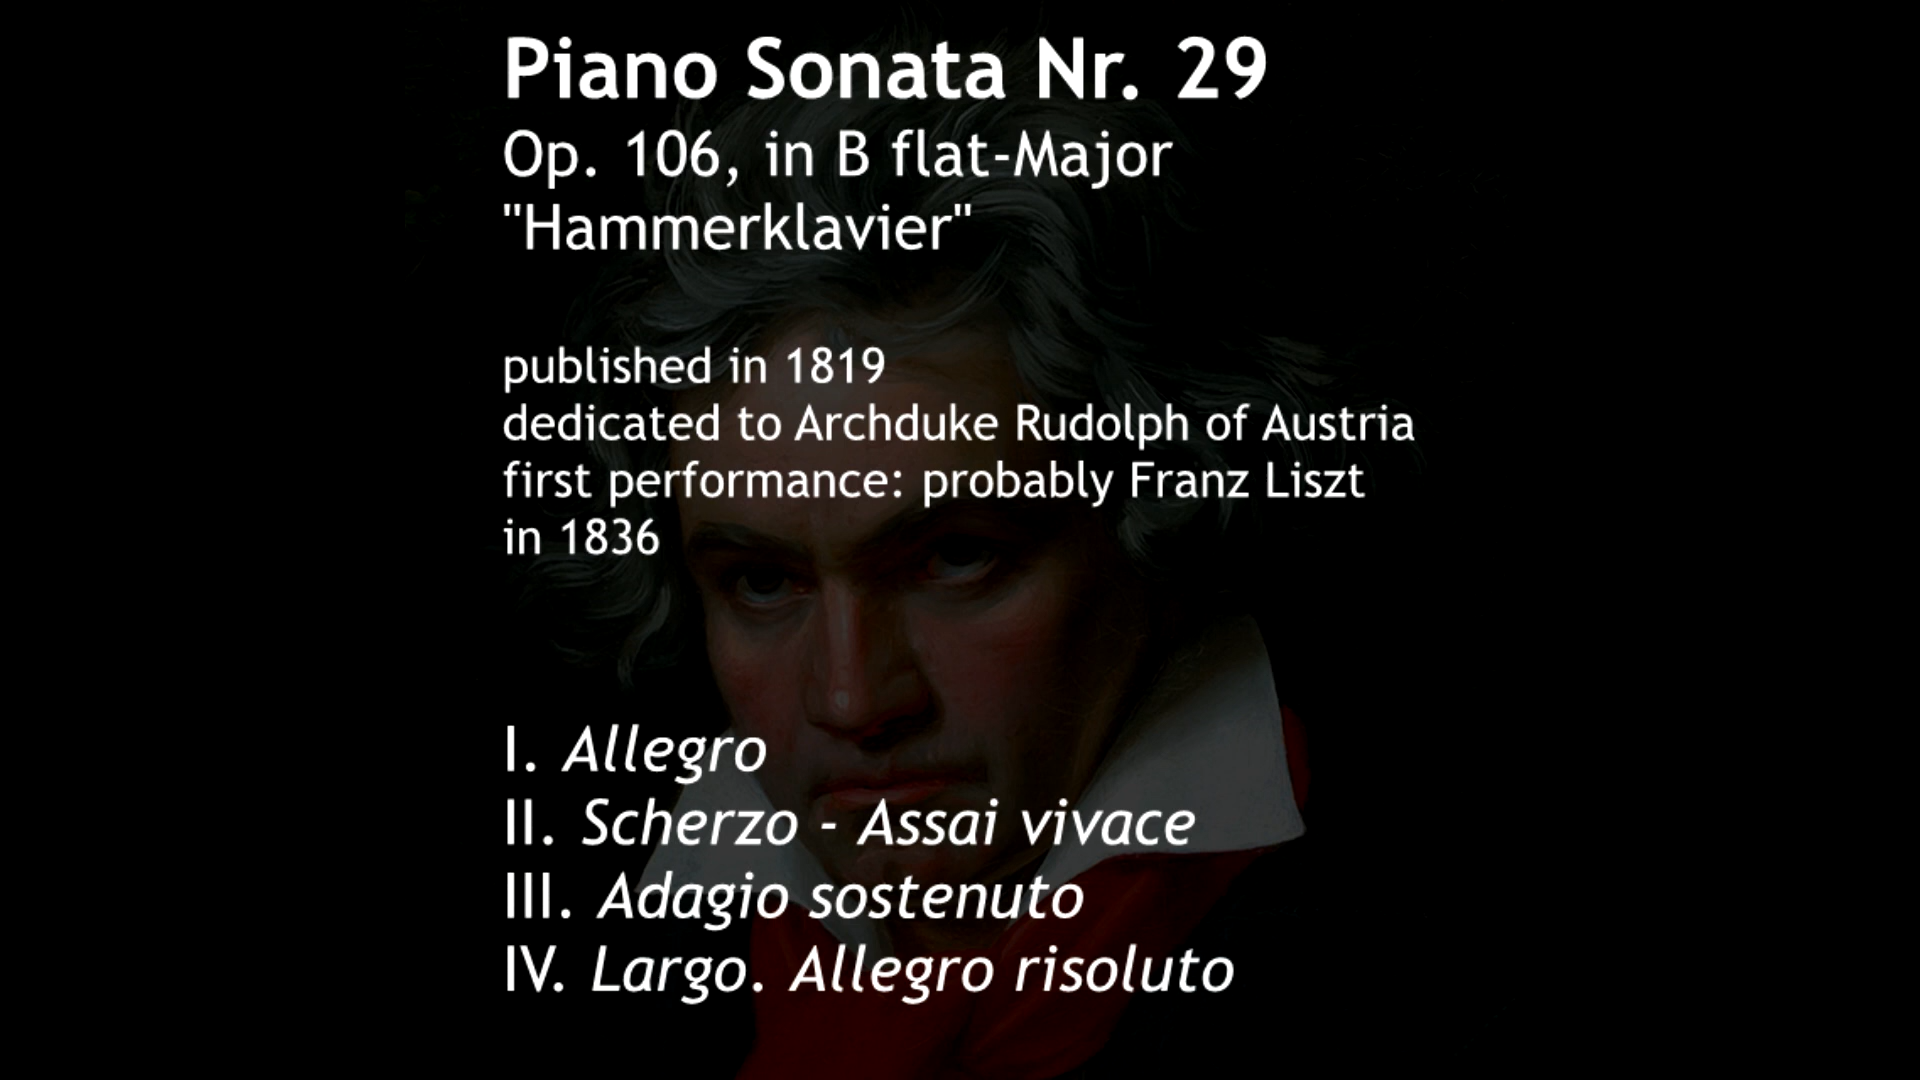 Piano Sonata Nr. 29
Op. 106, in B flat-Major
"Hammerklavier"
published in 1819
dedicated to Archduke Rudolph of Austria
first performance: probably Franz Liszt
in 1836
I. Allegro
II. Scherzo - Assai vivace
III. Adagio sostenuto
IV. Largo. Allegro risoluto